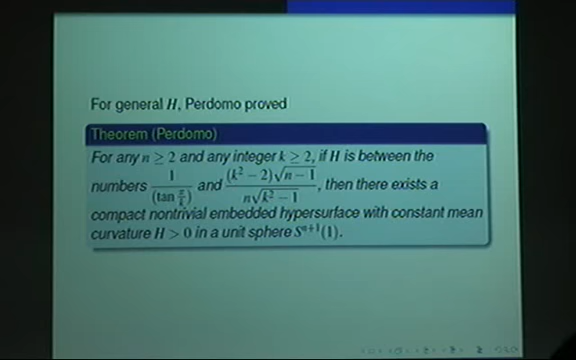 For general H, Perdomo proved
Theorem (Perdomo)
For any n ≥ 2 and any integer k ≥ 2, if H is between the
numbers 1/(tan π/k) and (k² − 2)√(n − 1)/(n√(k² − 1)), then there exists a
compact nontrivial embedded hypersurface with constant mean
curvature H > 0 in a unit sphere Sⁿ⁺¹(1).